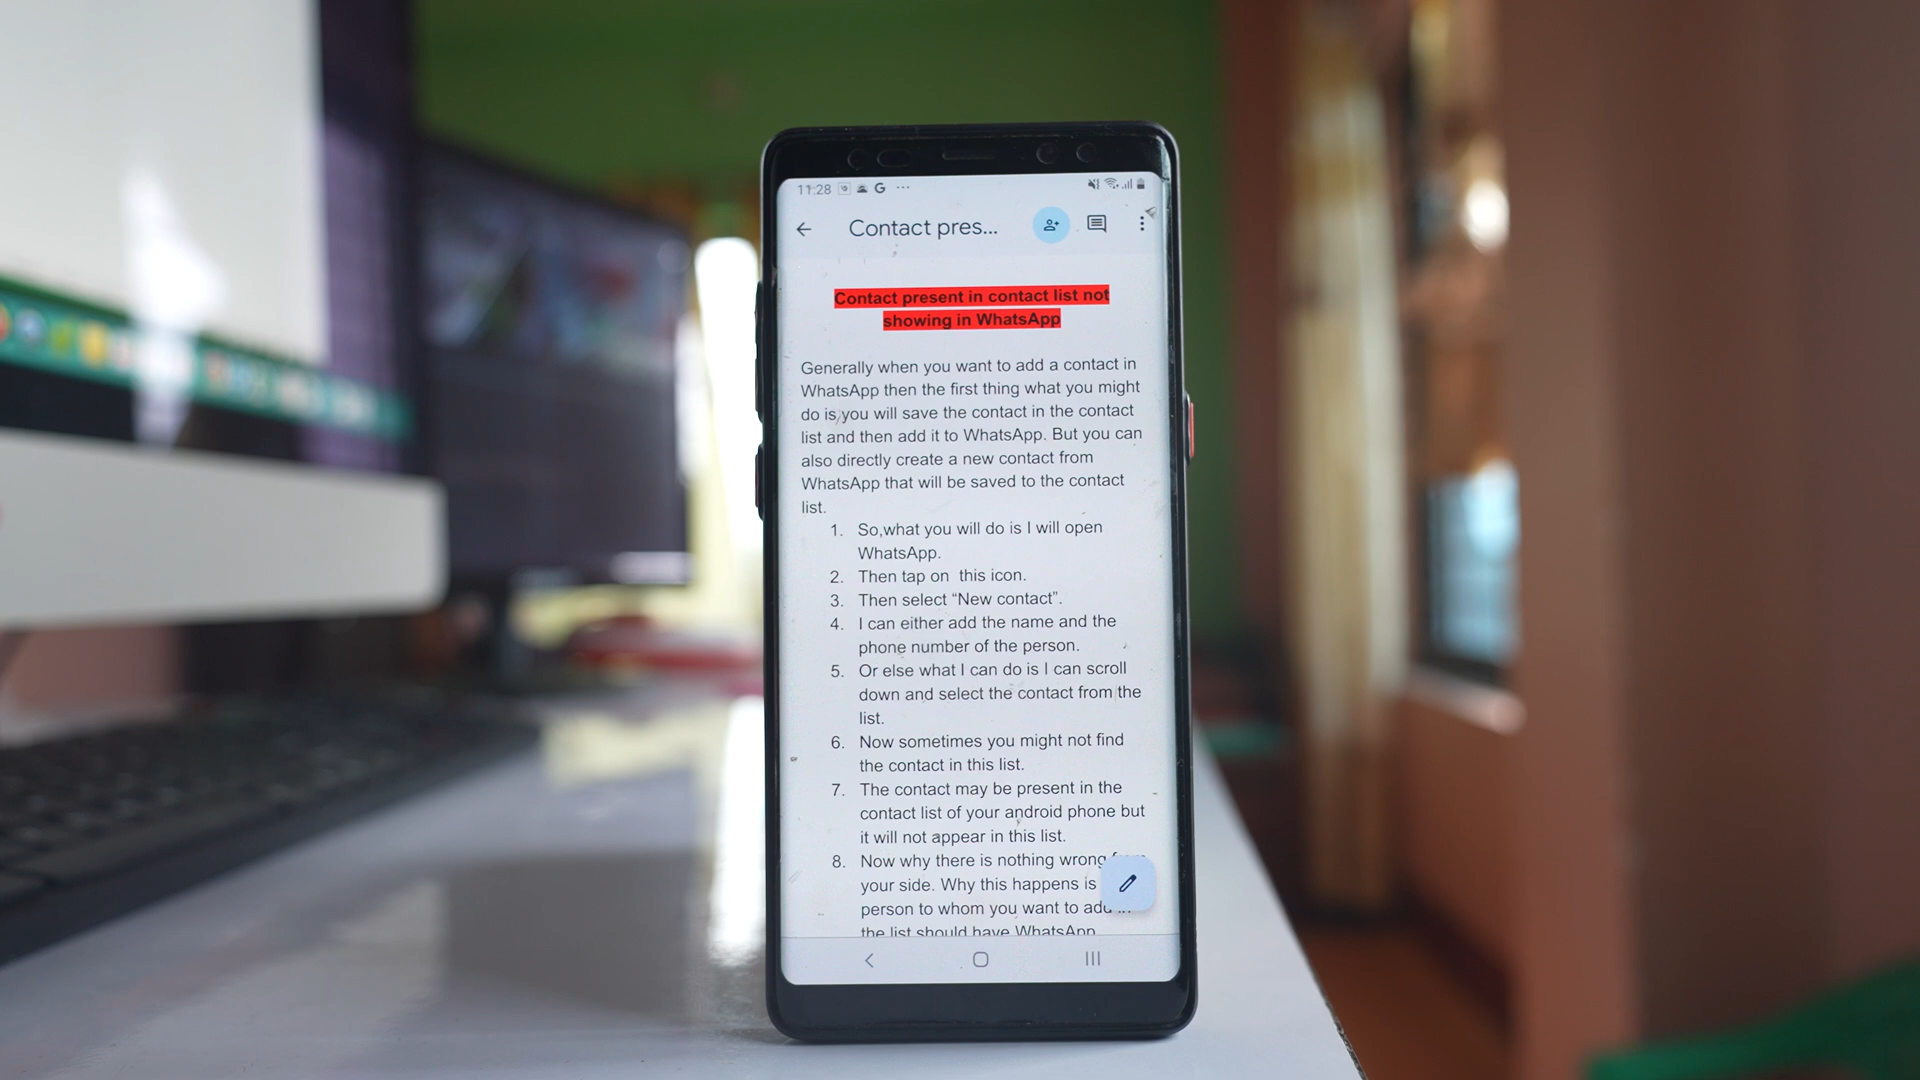 11:28 G ...
Contact pres...
Contact present in contact list not
showing in WhatsApp
Generally when you want to add a contact in
WhatsApp then the first thing what you might
do is you will save the contact in the contact
list and then add it to WhatsApp. But you can
also directly create a new contact from
WhatsApp that will be saved to the contact
list.
1. So,what you will do is I will open
WhatsApp.
2. Then tap on  this icon.
3. Then select “New contact”.
4. I can either add the name and the
phone number of the person.
5. Or else what I can do is I can scroll
down and select the contact from the
list.
6. Now sometimes you might not find
the contact in this list.
7. The contact may be present in the
contact list of your android phone but
it will not appear in this list.
8. Now why there is nothing wrong
your side. Why this happens is
person to whom you want to add
the list should have WhatsApp